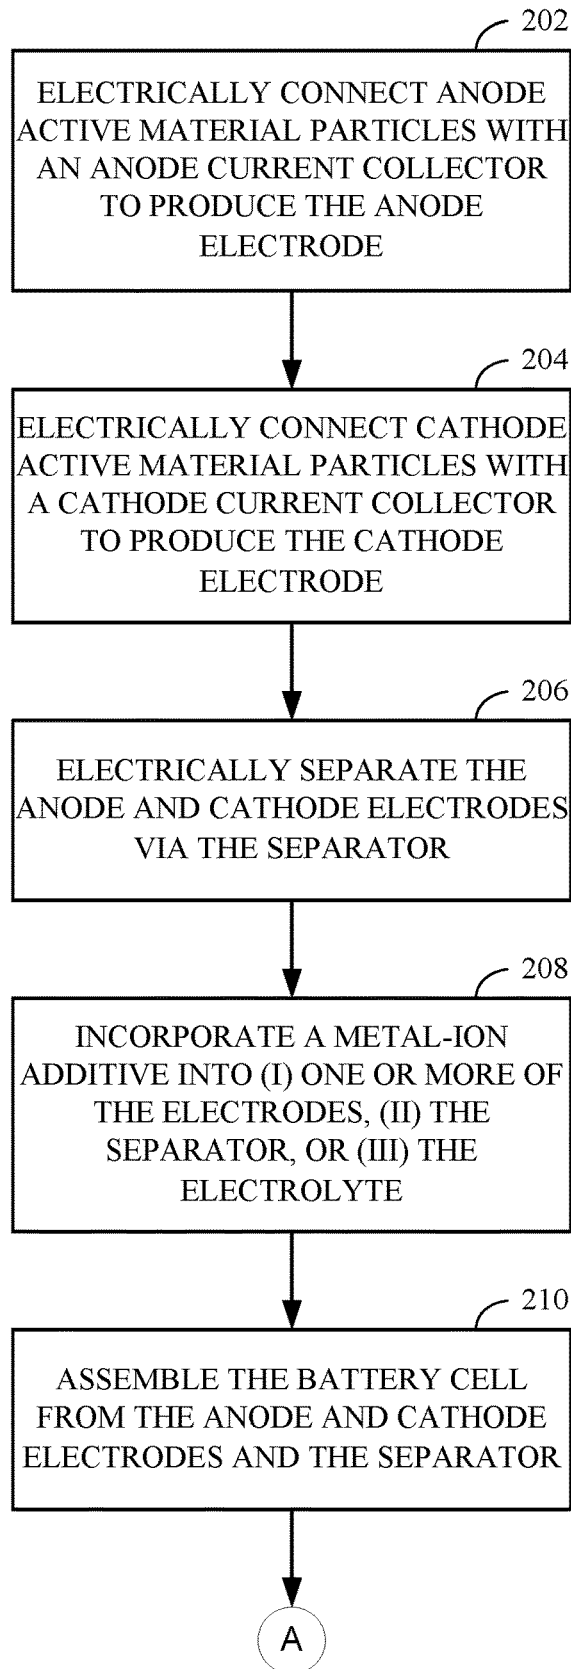 202
ELECTRICALLY CONNECT ANODE
ACTIVE MATERIAL PARTICLES WITH
AN ANODE CURRENT COLLECTOR
TO PRODUCE THE ANODE
ELECTRODE
204
ELECTRICALLY CONNECT CATHODE
ACTIVE MATERIAL PARTICLES WITH
A CATHODE CURRENT COLLECTOR
TO PRODUCE THE CATHODE
ELECTRODE
206
ELECTRICALLY SEPARATE THE
ANODE AND CATHODE ELECTRODES
VIA THE SEPARATOR
208
INCORPORATE A METAL-ION
ADDITIVE INTO (I) ONE OR MORE OF
THE ELECTRODES, (II) THE
SEPARATOR, OR (III) THE
ELECTROLYTE
210
ASSEMBLE THE BATTERY CELL
FROM THE ANODE AND CATHODE
ELECTRODES AND THE SEPARATOR
A